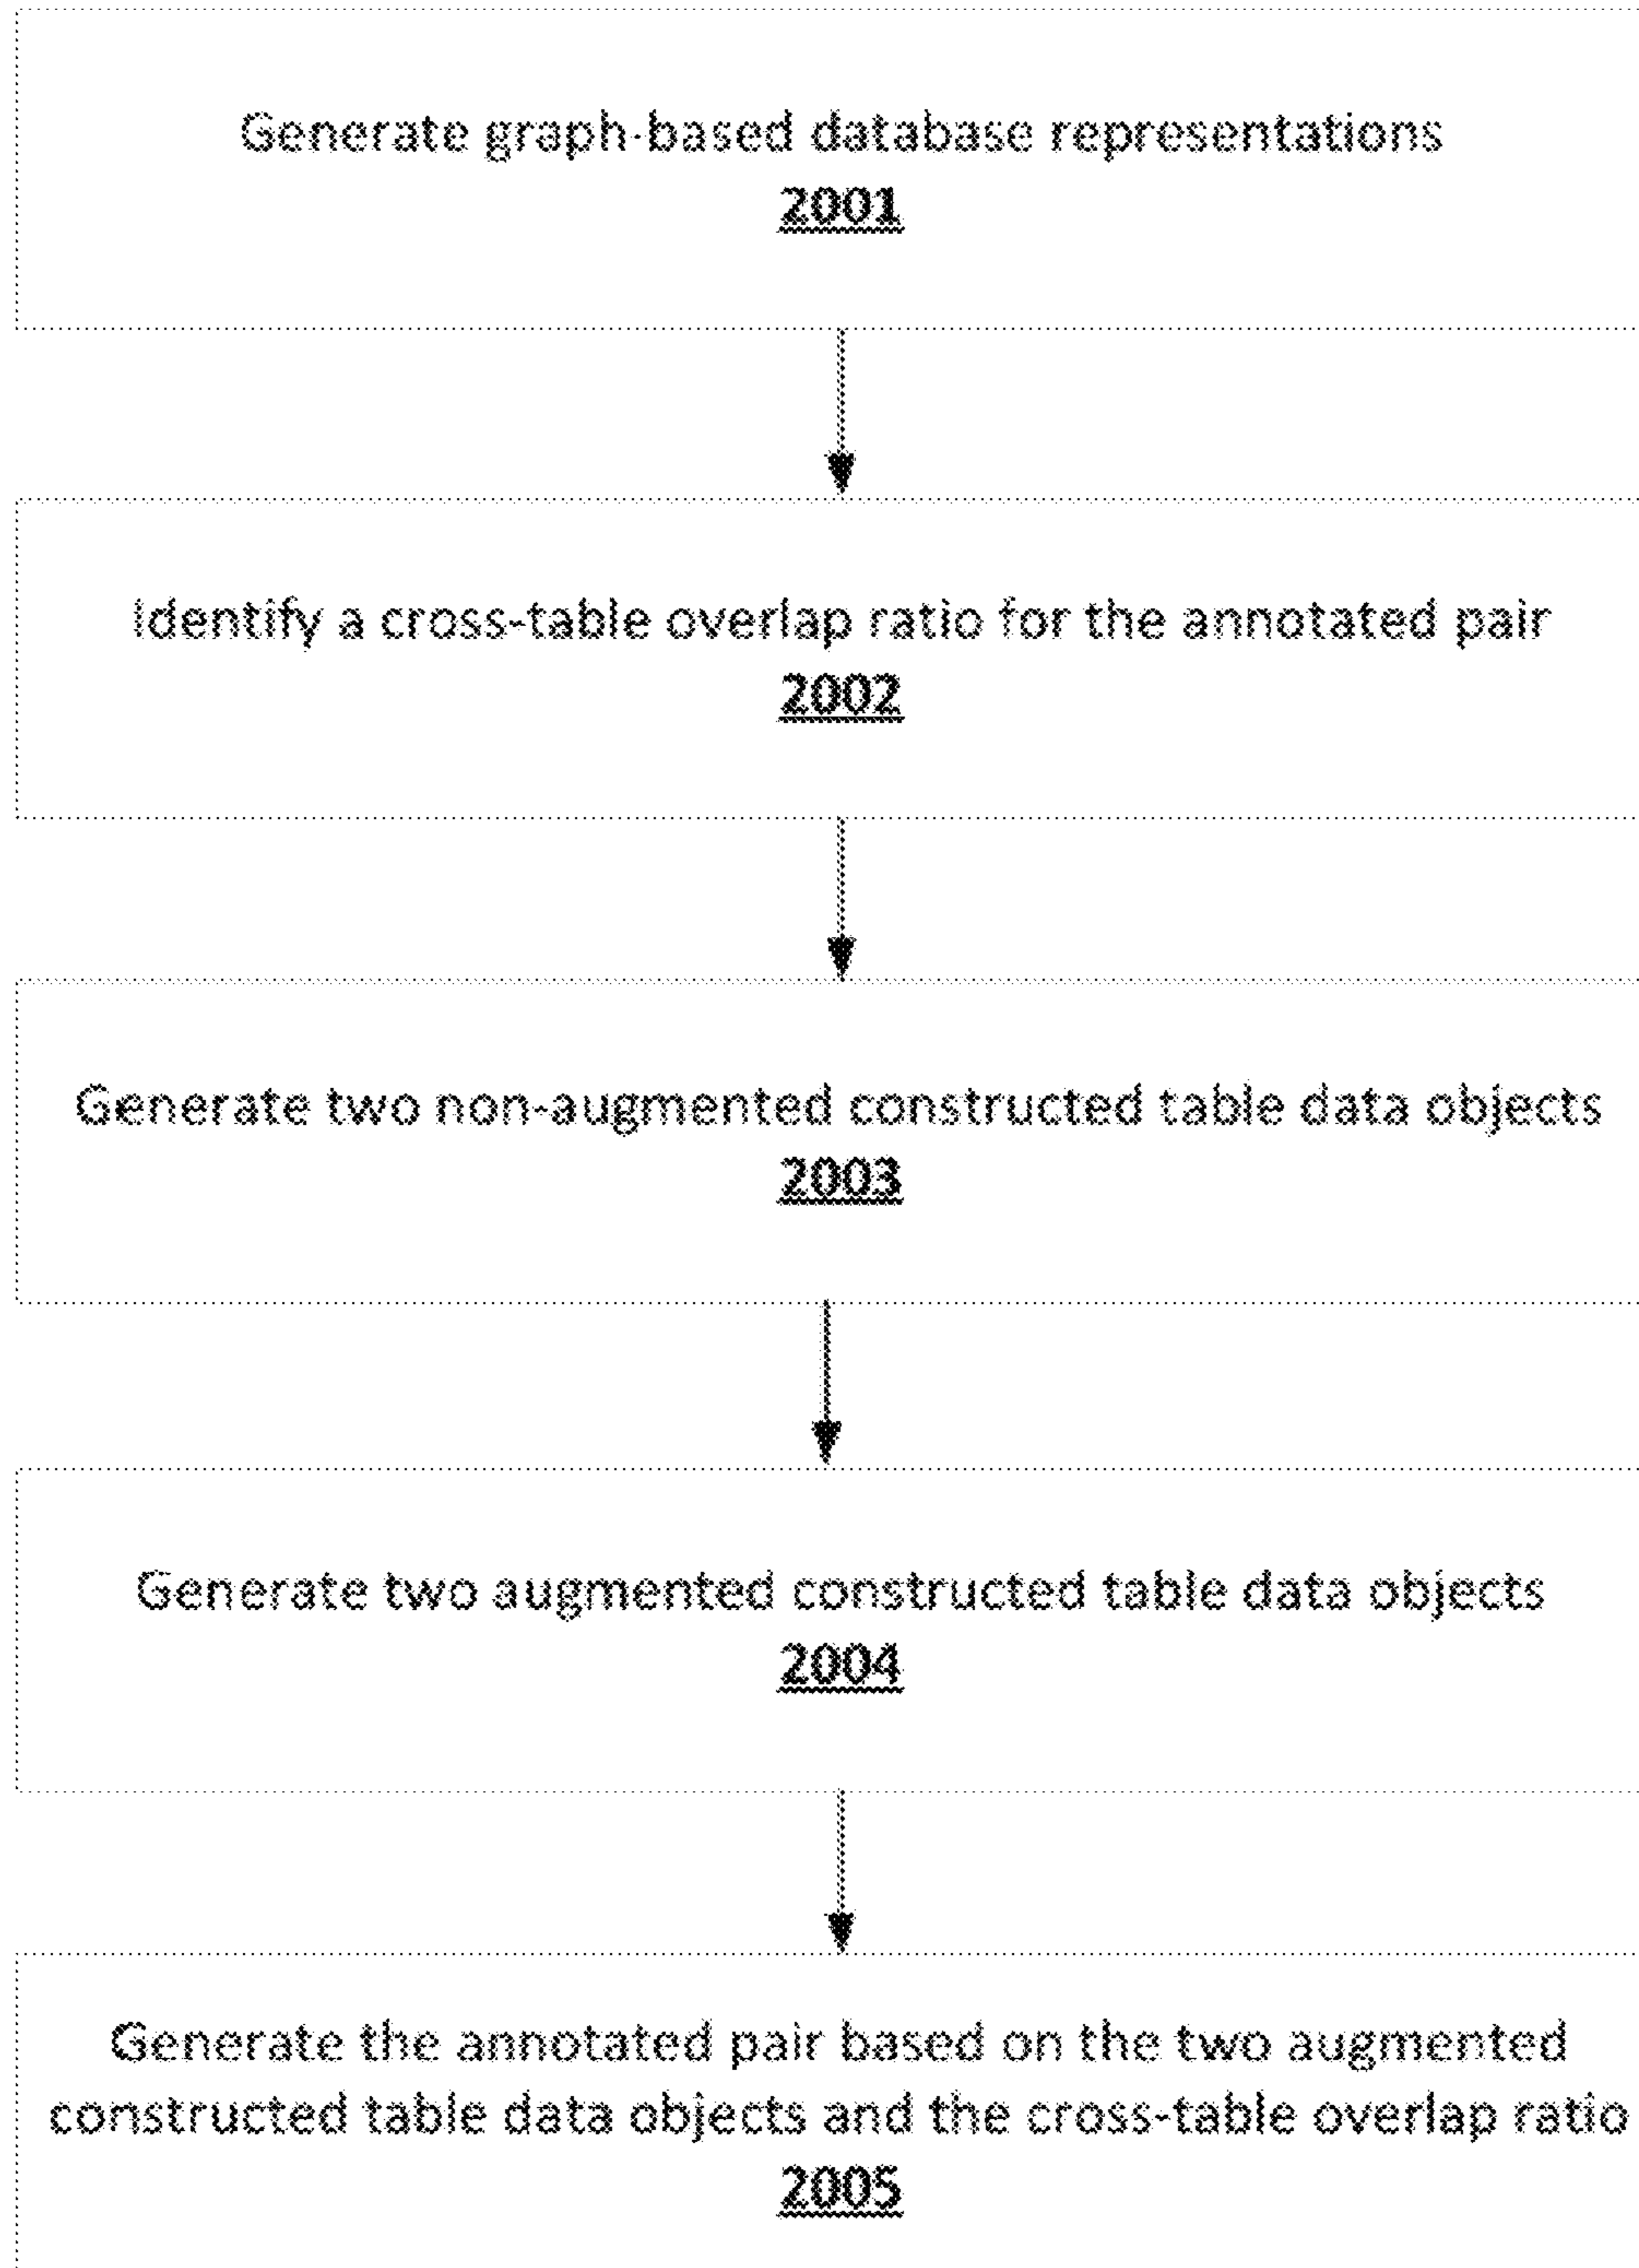 Generate graph-based database representations
2001
Identify a cross-table overlap ratio for the annotated pair
2002
Generate two non-augmented constructed table data objects
2003
Generate two augmented constructed table data objects
2004
Generate the annotated pair based on the two augmented
constructed table data objects and the cross-table overlap ratio
2005